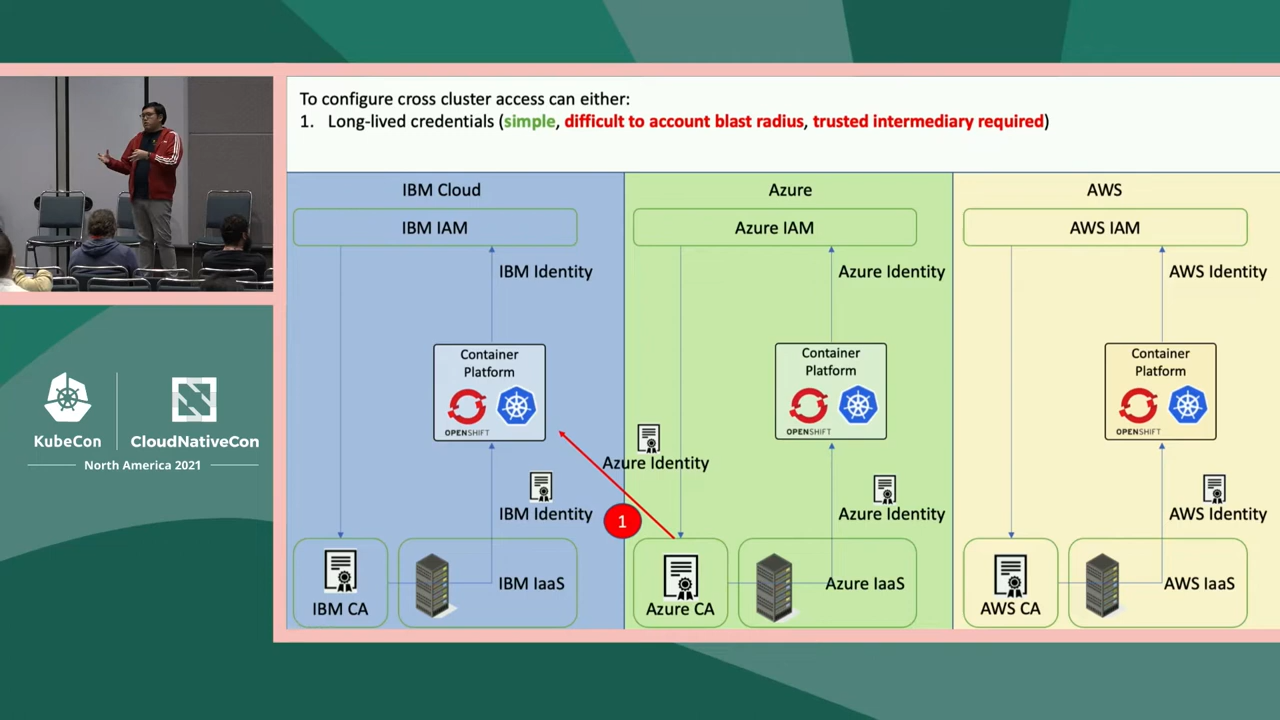 To configure cross cluster access can either:
1. Long-lived credentials (simple, difficult to account blast radius, trusted intermediary required)
IBM Cloud
IBM IAM
IBM Identity
Container
Platform
OPENSHIFT
IBM Identity
IBM CA
IBM IaaS
Azure
Azure IAM
Azure Identity
Container
Platform
OPENSHIFT
Azure Identity
1
Azure Identity
Azure CA
Azure IaaS
AWS
AWS IAM
AWS Identity
Container
Platform
OPENSHIFT
AWS Identity
AWS CA
AWS IaaS
KubeCon
CloudNativeCon
North America 2021